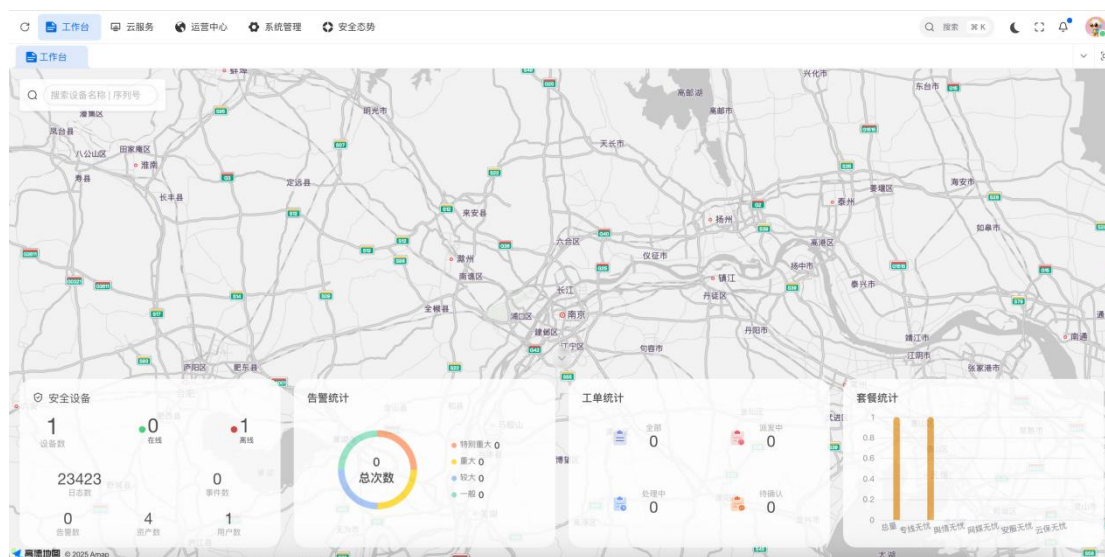 工作台 云服务 运营中心 系统管理 安全态势 搜索 ⌘ K
工作台
搜索设备名称 | 序列号
蚌埠 兴化市 东台市
潘集区 明光市 高邮湖 高邮市
凤台县 天长市
八公山区 田家庵区
淮南
寿县 定远县 姜堰区 海安市
长丰县 来安县 扬州 泰州
六合区 高港区 如皋市
滁州 仪征市 扬中市
南谯区 镇江
长江 丹徒区 泰兴市
全椒县 浦口区 南京
建邺区 丹阳市 靖江市 南通
庐阳区 肥东县 江宁区 句容市 江阴市
张家港市
安全设备
1
设备数
0
在线
1
离线
23423
日志数
0
事件数
0
告警数
4
资产数
1
用户数
告警统计
0
总次数
特别重大 0
重大 0
较大 0
一般 0
工单统计
全部
0
派发中
0
处理中
0
待确认
0
套餐统计
1
0.8
0.6
0.4
0.2
0
总量 专线无忧 舆情无忧 网媒无忧 安服无忧 云保无忧
高德地图 © 2025 Amap
太湖